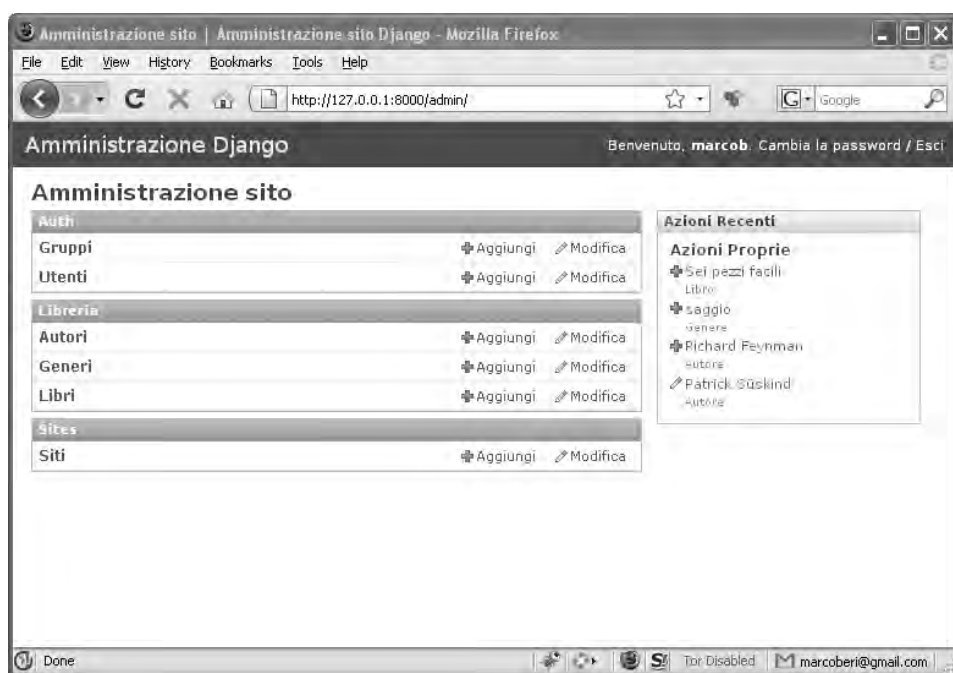 Amministrazione sito | Amministrazione sito Django - Mozilla Firefox
File Edit View History Bookmarks Tools Help
http://127.0.0.1:8000/admin/ G Google
Amministrazione Django Benvenuto, marcob. Cambia la password / Esci
Amministrazione sito
Auth
Gruppi Aggiungi Modifica
Utenti Aggiungi Modifica
Libreria
Autori Aggiungi Modifica
Generi Aggiungi Modifica
Libri Aggiungi Modifica
Sites
Siti Aggiungi Modifica
Azioni Recenti
Azioni Proprie
Sei pezzi facili
Libro
saggio
Genere
Richard Feynman
Autore
Patrick Süskind
Autore
Done S! Tor Disabled marcoberi@gmail.com